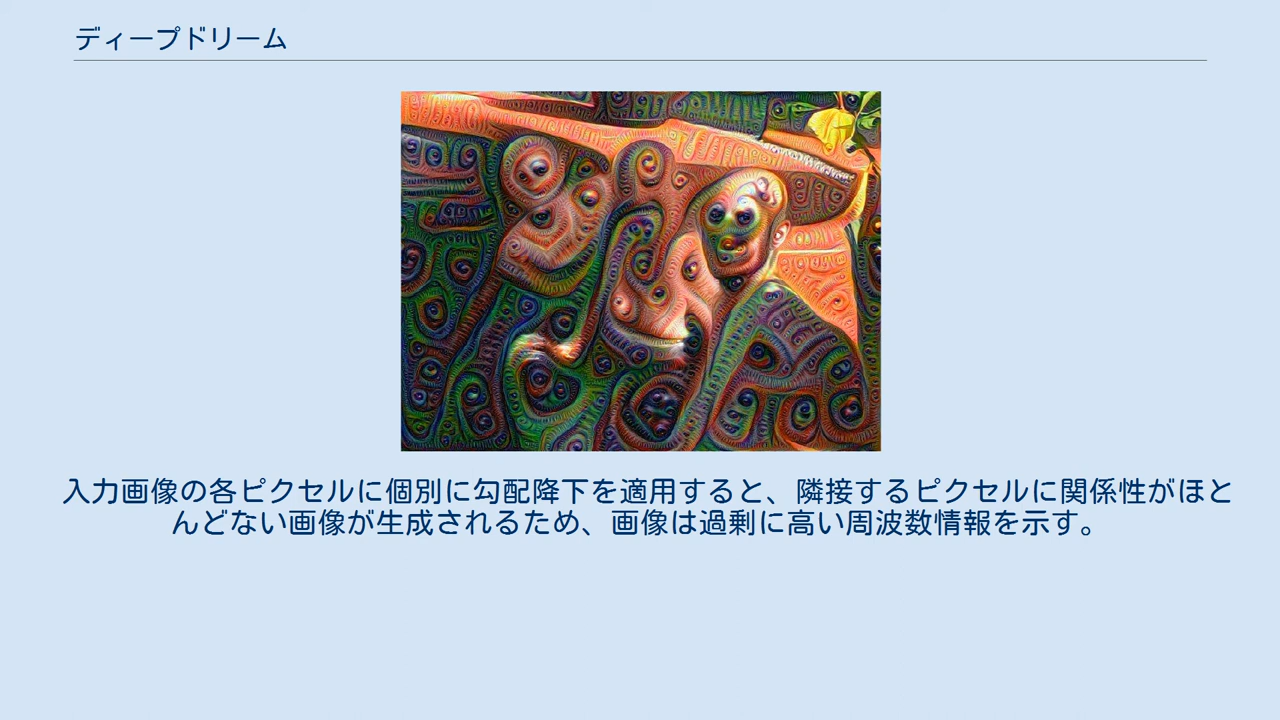 ディープドリーム
入力画像の各ピクセルに個別に勾配降下を適用すると、隣接するピクセルに関係性がほと
んどない画像が生成されるため、画像は過剰に高い周波数情報を示す。